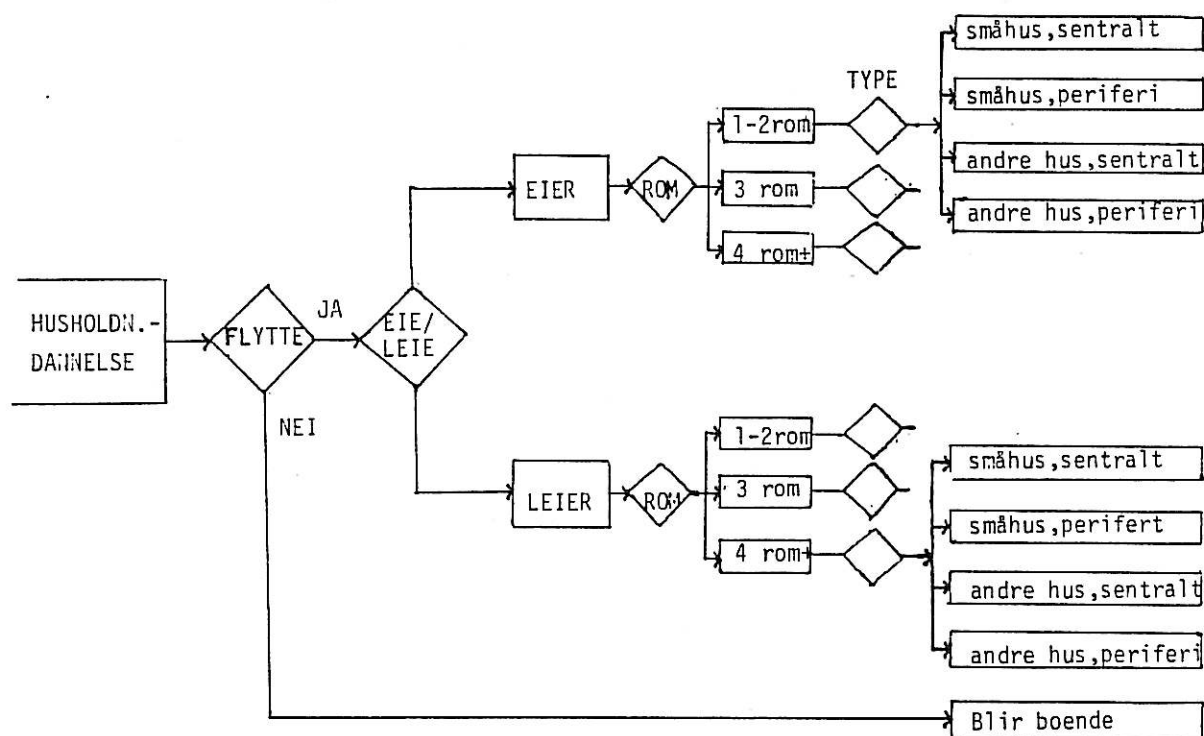 småhus,sentralt
TYPE
småhus,periferi
1-2rom
andre hus,sentralt
EIER
ROM
3 rom
andre hus,periferi
4 rom+
HUSHOLDN.-
DANNELSE
FLYTTE
JA
EIE/
LEIE
NEI
1-2rom
småhus,sentralt
LEIER
ROM
3 rom
småhus,perifert
4 rom+
andre hus,sentralt
andre hus,periferi
Blir boende